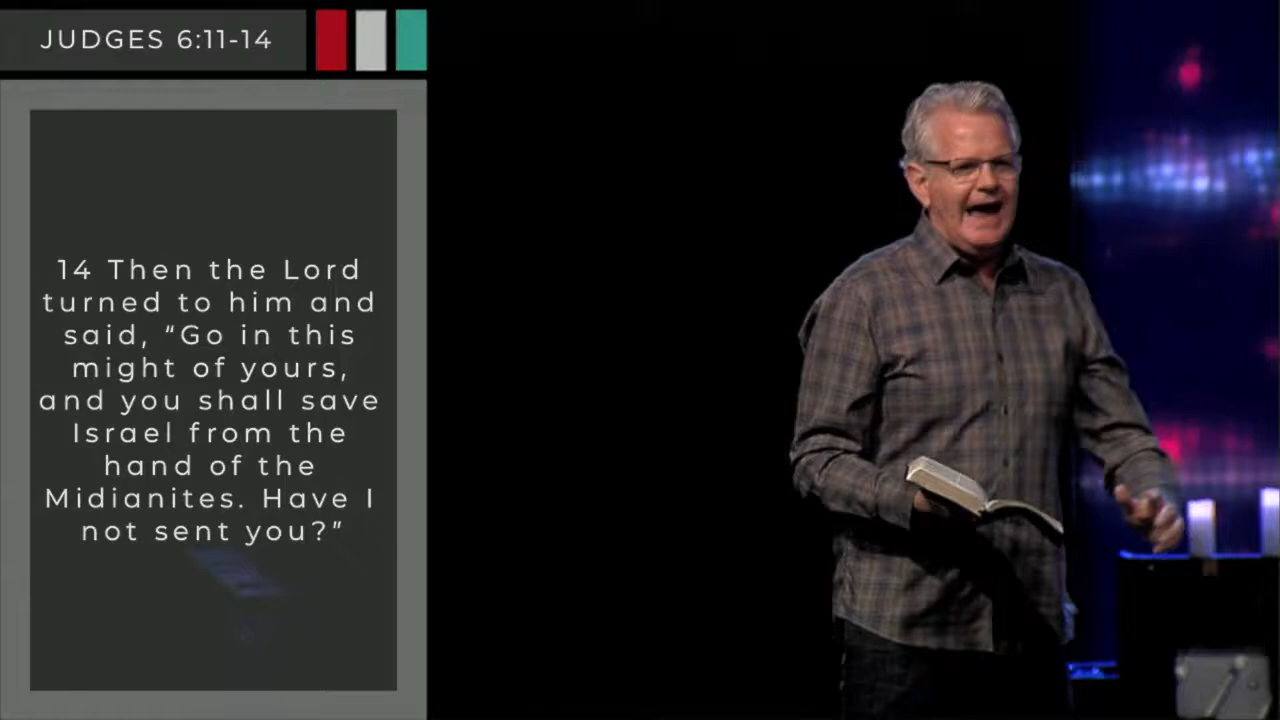 JUDGES 6:11-14
14 Then the Lord
turned to him and
said, “Go in this
might of yours,
and you shall save
Israel from the
hand of the
Midianites. Have I
not sent you?”